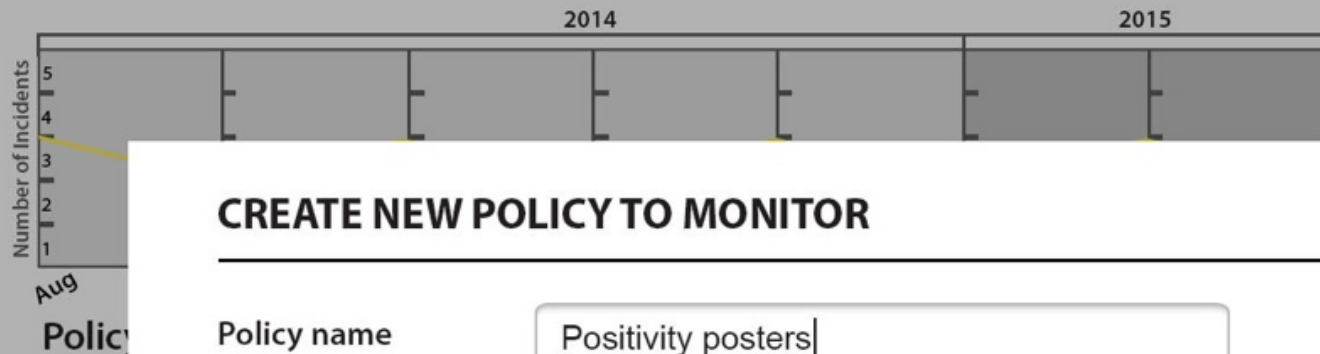 2014 2015
Number of Incidents
5
4
3
2
1
Aug
CREATE NEW POLICY TO MONITOR
Policy
Policy name
Positivity posters